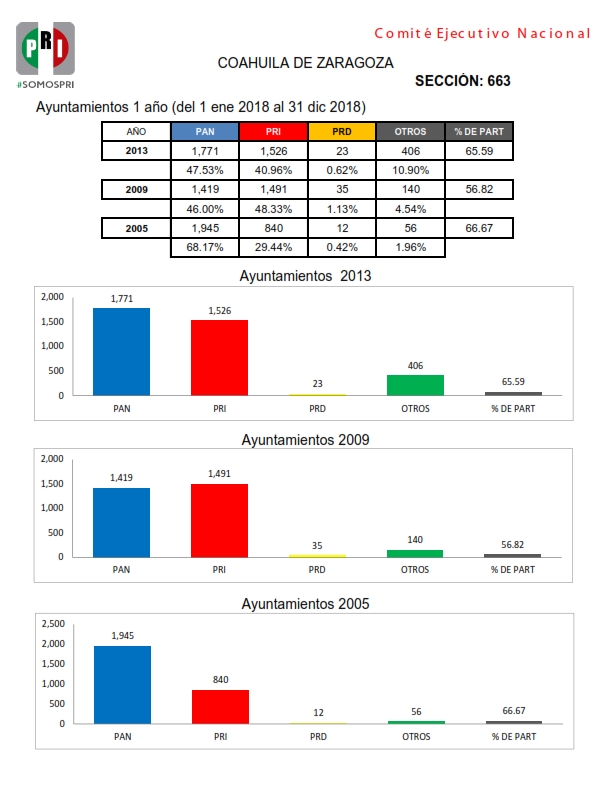 PRI
#SOMOSPRI
Comité Ejecutivo Nacional
COAHUILA DE ZARAGOZA
SECCIÓN: 663
Ayuntamientos 1 año (del 1 ene 2018 al 31 dic 2018)
AÑO PAN PRI PRD OTROS % DE PART
2013 1,771 1,526 23 406 65.59
47.53% 40.96% 0.62% 10.90%
2009 1,419 1,491 35 140 56.82
46.00% 48.33% 1.13% 4.54%
2005 1,945 840 12 56 66.67
68.17% 29.44% 0.42% 1.96%
Ayuntamientos 2013
2,000
1,500
1,000
500
0
1,771 1,526 23 406 65.59
PAN PRI PRD OTROS % DE PART
Ayuntamientos 2009
2,000
1,500
1,000
500
0
1,419 1,491 35 140 56.82
PAN PRI PRD OTROS % DE PART
Ayuntamientos 2005
2,500
2,000
1,500
1,000
500
0
1,945 840 12 56 66.67
PAN PRI PRD OTROS % DE PART